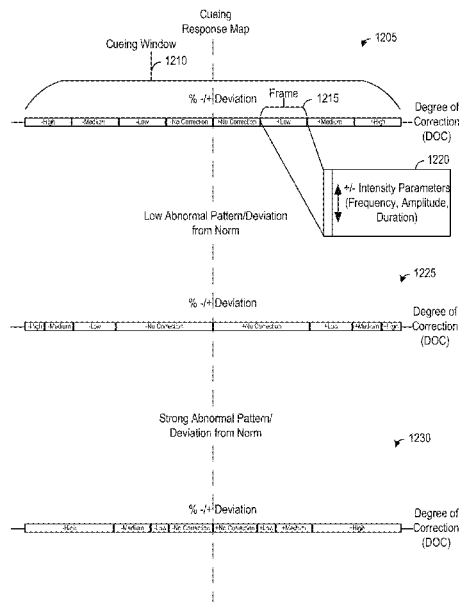 Cueing
Response Map
1205
Cueing Window
1210
% -/+ Deviation
Frame
1215
Degree of
Correction
(DOC)
-High -Medium -Low -No Correction +No Correction +Low +Medium +High
1220
+/- Intensity Parameters
(Frequency, Amplitude,
Duration)
Low Abnormal Pattern/Deviation
from Norm
1225
% -/+ Deviation
Degree of
Correction
(DOC)
-High -Medium -Low -No Correction +No Correction +Low +Medium +High
Strong Abnormal Pattern/
Deviation from Norm
1230
% -/+ Deviation
Degree of
Correction
(DOC)
-High -Medium -Low -No Correction +No Correction +Low +Medium +High